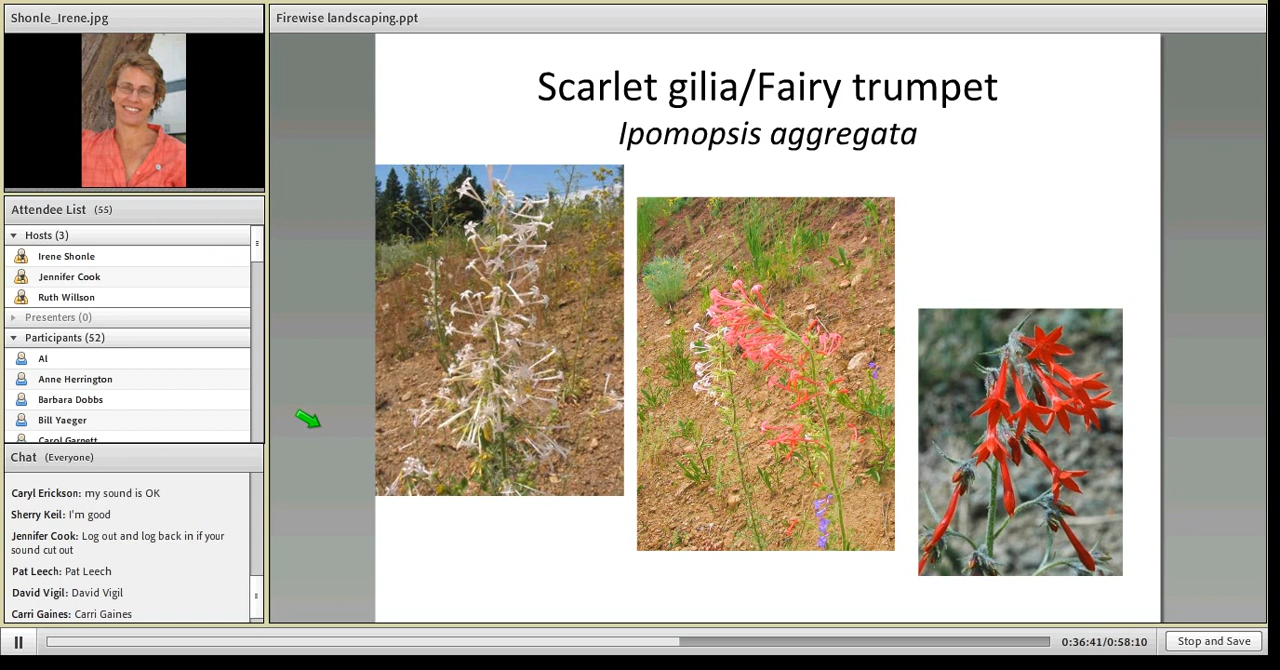 Shonle_Irene.jpg
Firewise landscaping.ppt
Scarlet gilia/Fairy trumpet
Ipomopsis aggregata
Attendee List (55)
Hosts (3)
Irene Shonle
Jennifer Cook
Ruth Willson
Presenters (0)
Participants (52)
Al
Anne Herrington
Barbara Dobbs
Bill Yaeger
Carol Garnett
Chat (Everyone)
Caryl Erickson: my sound is OK
Sherry Keil: I'm good
Jennifer Cook: Log out and log back in if your
sound cut out
Pat Leech: Pat Leech
David Vigil: David Vigil
Carri Gaines: Carri Gaines
0:36:41/0:58:10
Stop and Save